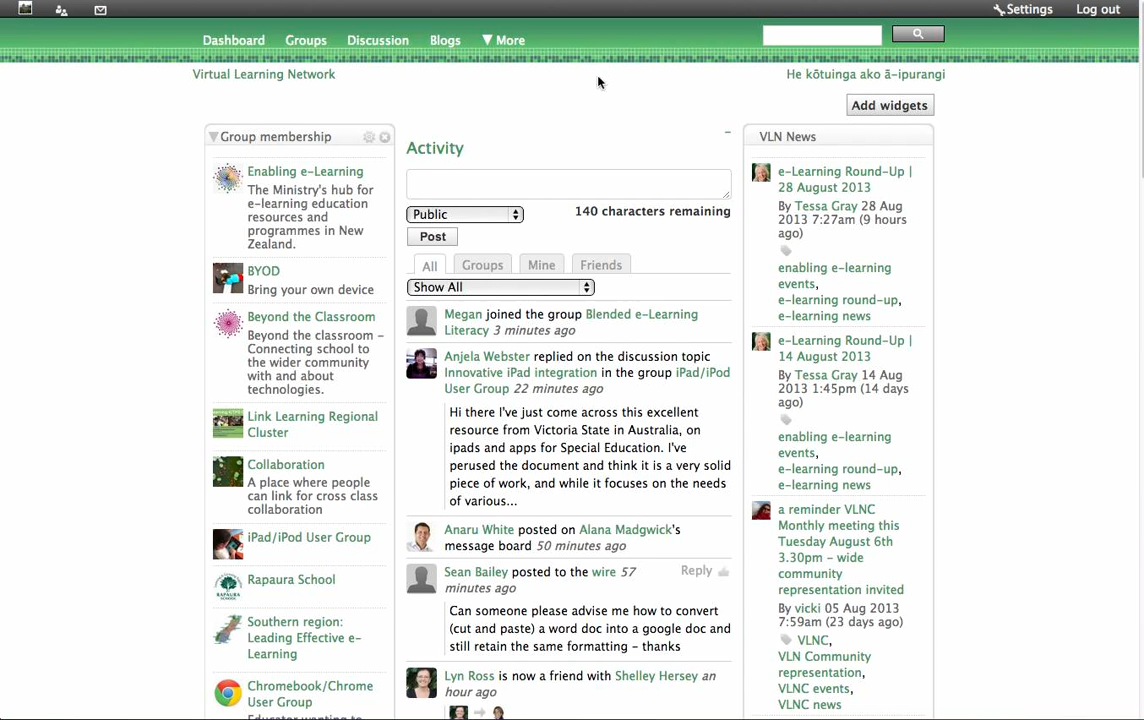 Settings
Log out
Dashboard
Groups
Discussion
Blogs
▼ More
Virtual Learning Network
He kōtuinga ako ā-ipurangi
Add widgets
Group membership
Enabling e-Learning
The Ministry's hub for
e-learning education
resources and
programmes in New
Zealand.
BYOD
Bring your own device
Beyond the Classroom
Beyond the classroom –
Connecting school to
the wider community
with and about
technologies.
Link Learning Regional
Cluster
Collaboration
A place where people
can link for cross class
collaboration
iPad/iPod User Group
RAPAURA
SCHOOL
Rapaura School
Southern region:
Leading Effective e-
Learning
Chromebook/Chrome
User Group
Educator wanting to
Activity
Public
140 characters remaining
Post
All
Groups
Mine
Friends
Show All
Megan joined the group Blended e-Learning
Literacy 3 minutes ago
Anjela Webster replied on the discussion topic
Innovative iPad integration in the group iPad/iPod
User Group 22 minutes ago
Hi there I've just come across this excellent
resource from Victoria State in Australia, on
ipads and apps for Special Education. I've
perused the document and think it is a very solid
piece of work, and while it focuses on the needs
of various...
Anaru White posted on Alana Madgwick's
message board 50 minutes ago
Sean Bailey posted to the wire 57
minutes ago
Reply
Can someone please advise me how to convert
(cut and paste) a word doc into a google doc and
still retain the same formatting – thanks
Lyn Ross is now a friend with Shelley Hersey an
hour ago
VLN News
e-Learning Round-Up |
28 August 2013
By Tessa Gray 28 Aug
2013 7:27am (9 hours
ago)
enabling e-learning
events,
e-learning round-up,
e-learning news
e-Learning Round-Up |
14 August 2013
By Tessa Gray 14 Aug
2013 1:45pm (14 days
ago)
enabling e-learning
events,
e-learning round-up,
e-learning news
a reminder VLNC
Monthly meeting this
Tuesday August 6th
3.30pm – wide
community
representation invited
By vicki 05 Aug 2013
7:59am (23 days ago)
VLNC,
VLN Community
representation,
VLNC events,
VLNC news